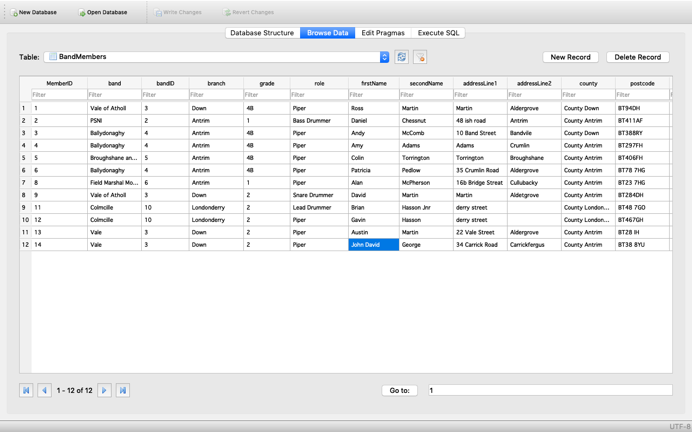 New Database Open Database Write Changes Revert Changes
Database Structure Browse Data Edit Pragmas Execute SQL
Table: BandMembers New Record Delete Record
MemberID band bandID branch grade role firstName secondName addressLine1 addressLine2 county postcode
Filter Filter Filter Filter Filter Filter Filter Filter Filter Filter Filter Filter
1 1 Vale of Atholl 3 Down 4B Piper Ross Martin Martin Aldergrove County Down BT94DH
2 2 PSNI 2 Antrim 1 Bass Drummer Daniel Chessnut 48 ish road Antrim County Antrim BT411AF
3 3 Ballydonaghy 4 Antrim 4B Piper Andy McComb 10 Band Street Bandvile County Antrim BT388RY
4 4 Ballydonaghy 4 Antrim 4B Piper Amy Adams Adams Crumlin County Antrim BT297FH
5 5 Broughshane an... 5 Antrim 4B Piper Colin Torrington Torrington Broughshane County Antrim BT406FH
6 6 Ballydonaghy 4 Antrim 4B Piper Patricia Pedlow 35 Crumlin Road Aldergrove County Antrim BT78 7HG
7 8 Field Marshal Mo... 6 Antrim 1 Piper Alan McPherson 16b Bridge Streat Cullubacky County Antrim BT23 7HG
8 9 Vale of Atholl 3 Down 2 Snare Drummer David Martin Martin Aldetgrove County Antrim BT284DH
9 11 Colmcille 10 Londonderry 2 Lead Drummer Brian Hasson Jnr derry street County London... BT48 7GO
10 12 Colmcille 10 Londonderry 2 Piper Gavin Hasson derry street County London... BT467GH
11 13 Vale 3 Down 2 Piper Austin Martin 22 Vale Street Aldergrove County Antrim BT28 IH
12 14 Vale 3 Down 2 Piper John David George 34 Carrick Road Carrickfergus County Antrim BT38 8YU
1 - 12 of 12 Go to: 1
UTF-8